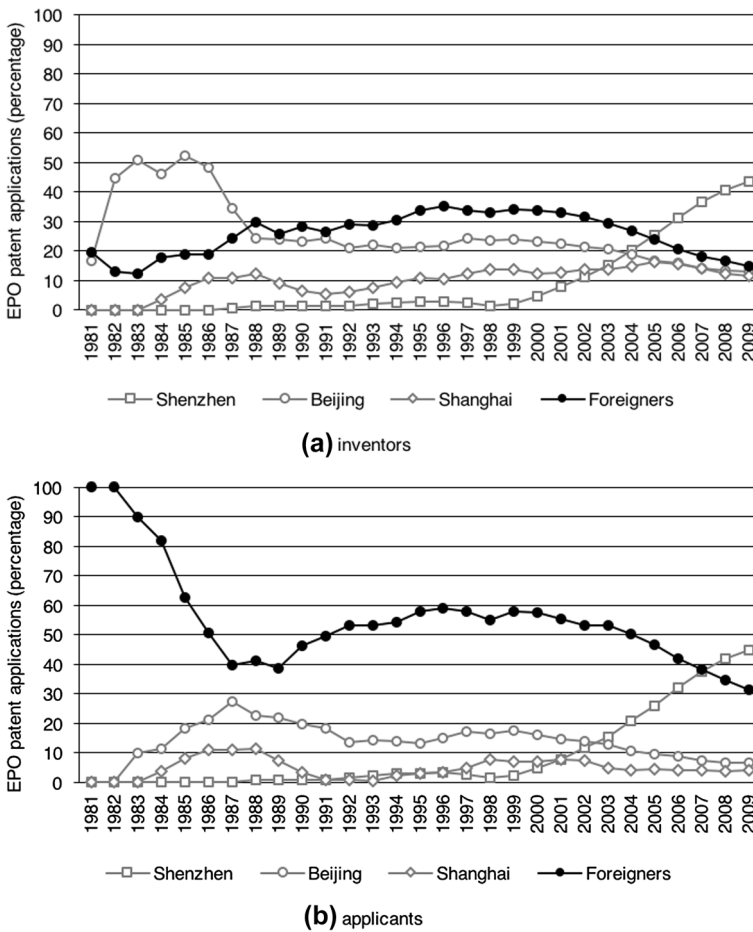 EPO patent applications (percentage)
100
90
80
70
60
50
40
30
20
10
0
1981 1982 1983 1984 1985 1986 1987 1988 1989 1990 1991 1992 1993 1994 1995 1996 1997 1998 1999 2000 2001 2002 2003 2004 2005 2006 2007 2008 2009
Shenzhen Beijing Shanghai Foreigners
(a) inventors
EPO patent applications (percentage)
100
90
80
70
60
50
40
30
20
10
0
1981 1982 1983 1984 1985 1986 1987 1988 1989 1990 1991 1992 1993 1994 1995 1996 1997 1998 1999 2000 2001 2002 2003 2004 2005 2006 2007 2008 2009
Shenzhen Beijing Shanghai Foreigners
(b) applicants